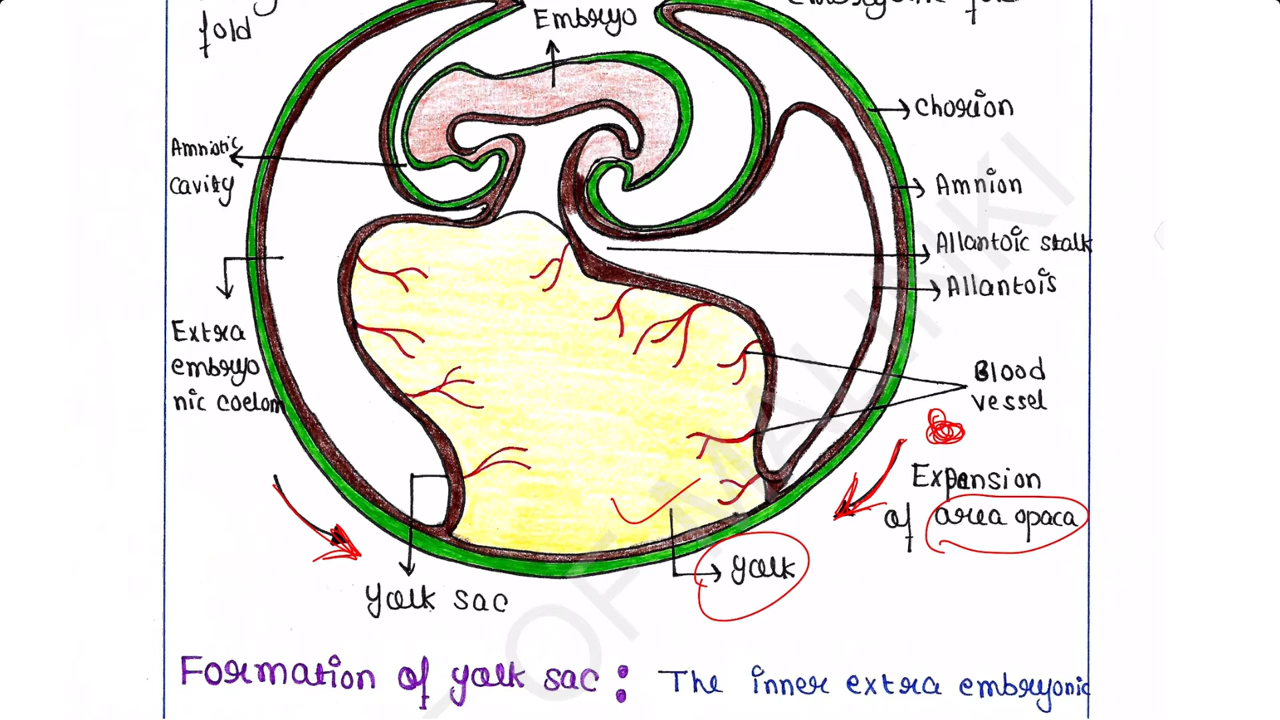 fold
Embryo
Chorion
Amniotic
cavity
Amnion
Allantoic stalk
Allantois
Extra
embryo
nic coelom
Blood
vessel
Expansion
of area opaca
yolk
yolk sac
Formation of yolk sac : The inner extra embryonic